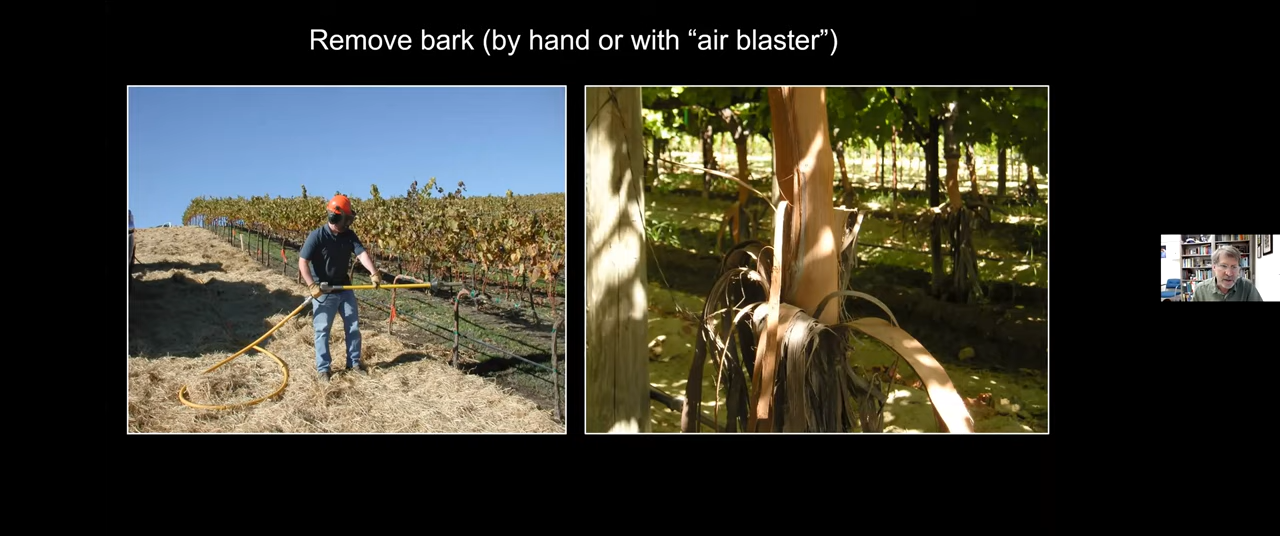 Remove bark (by hand or with “air blaster”)